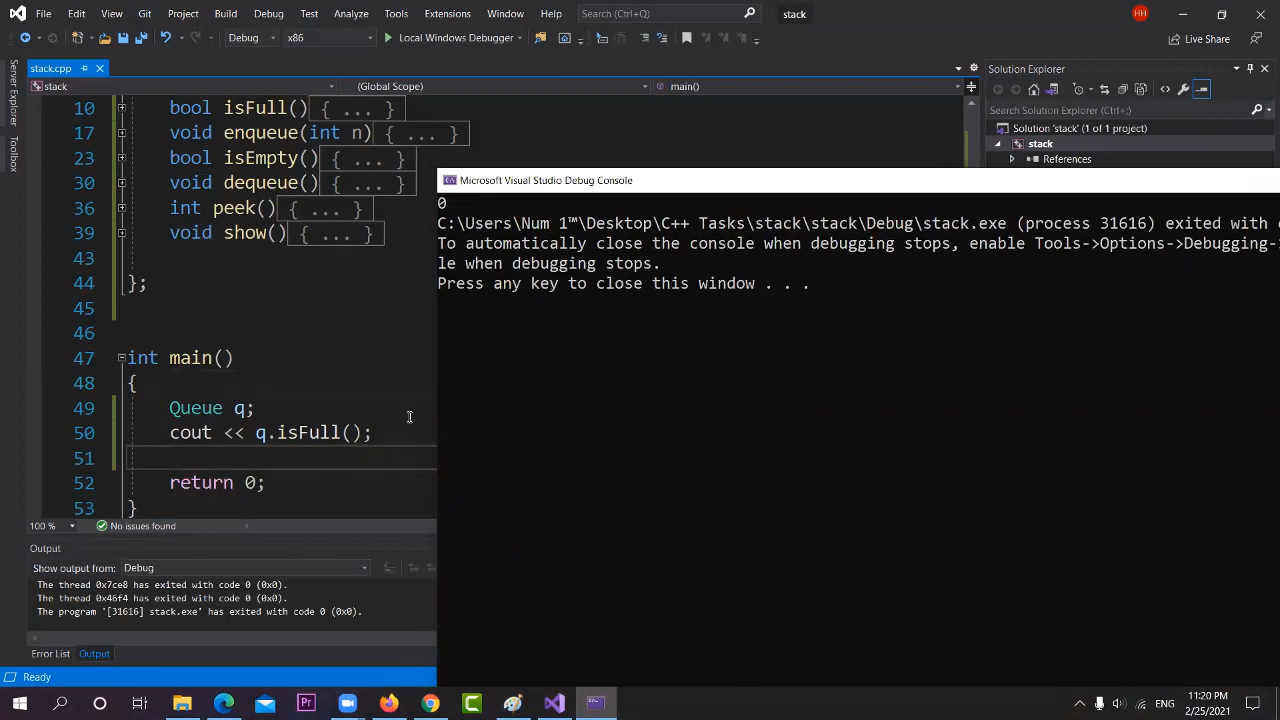 File Edit View Git Project Build Debug Test Analyze Tools Extensions Window Help Search (Ctrl+Q) stack HH
Debug x86 Local Windows Debugger Live Share
stack.cpp
stack (Global Scope) main()
Server Explorer
Toolbox
10 bool isFull() { ... }
17 void enqueue(int n) { ... }
23 bool isEmpty() { ... }
30 void dequeue() { ... }
36 int peek() { ... }
39 void show() { ... }
43
44 };
45
46
47 int main()
48 {
49 Queue q;
50 cout << q.isFull();
51
52 return 0;
53 }
100 % No issues found
Output
Show output from: Debug
The thread 0x7ce8 has exited with code 0 (0x0).
The thread 0x46f4 has exited with code 0 (0x0).
The program '[31616] stack.exe' has exited with code 0 (0x0).
Error List Output
Ready
Solution Explorer
Search Solution Explorer (Ctrl+;)
Solution 'stack' (1 of 1 project)
stack
References
Microsoft Visual Studio Debug Console
0
C:\Users\Num 1™\Desktop\C++ Tasks\stack\stack\Debug\stack.exe (process 31616) exited with
To automatically close the console when debugging stops, enable Tools->Options->Debugging-
le when debugging stops.
Press any key to close this window . . .
Pr
11:20 PM
2/25/2021